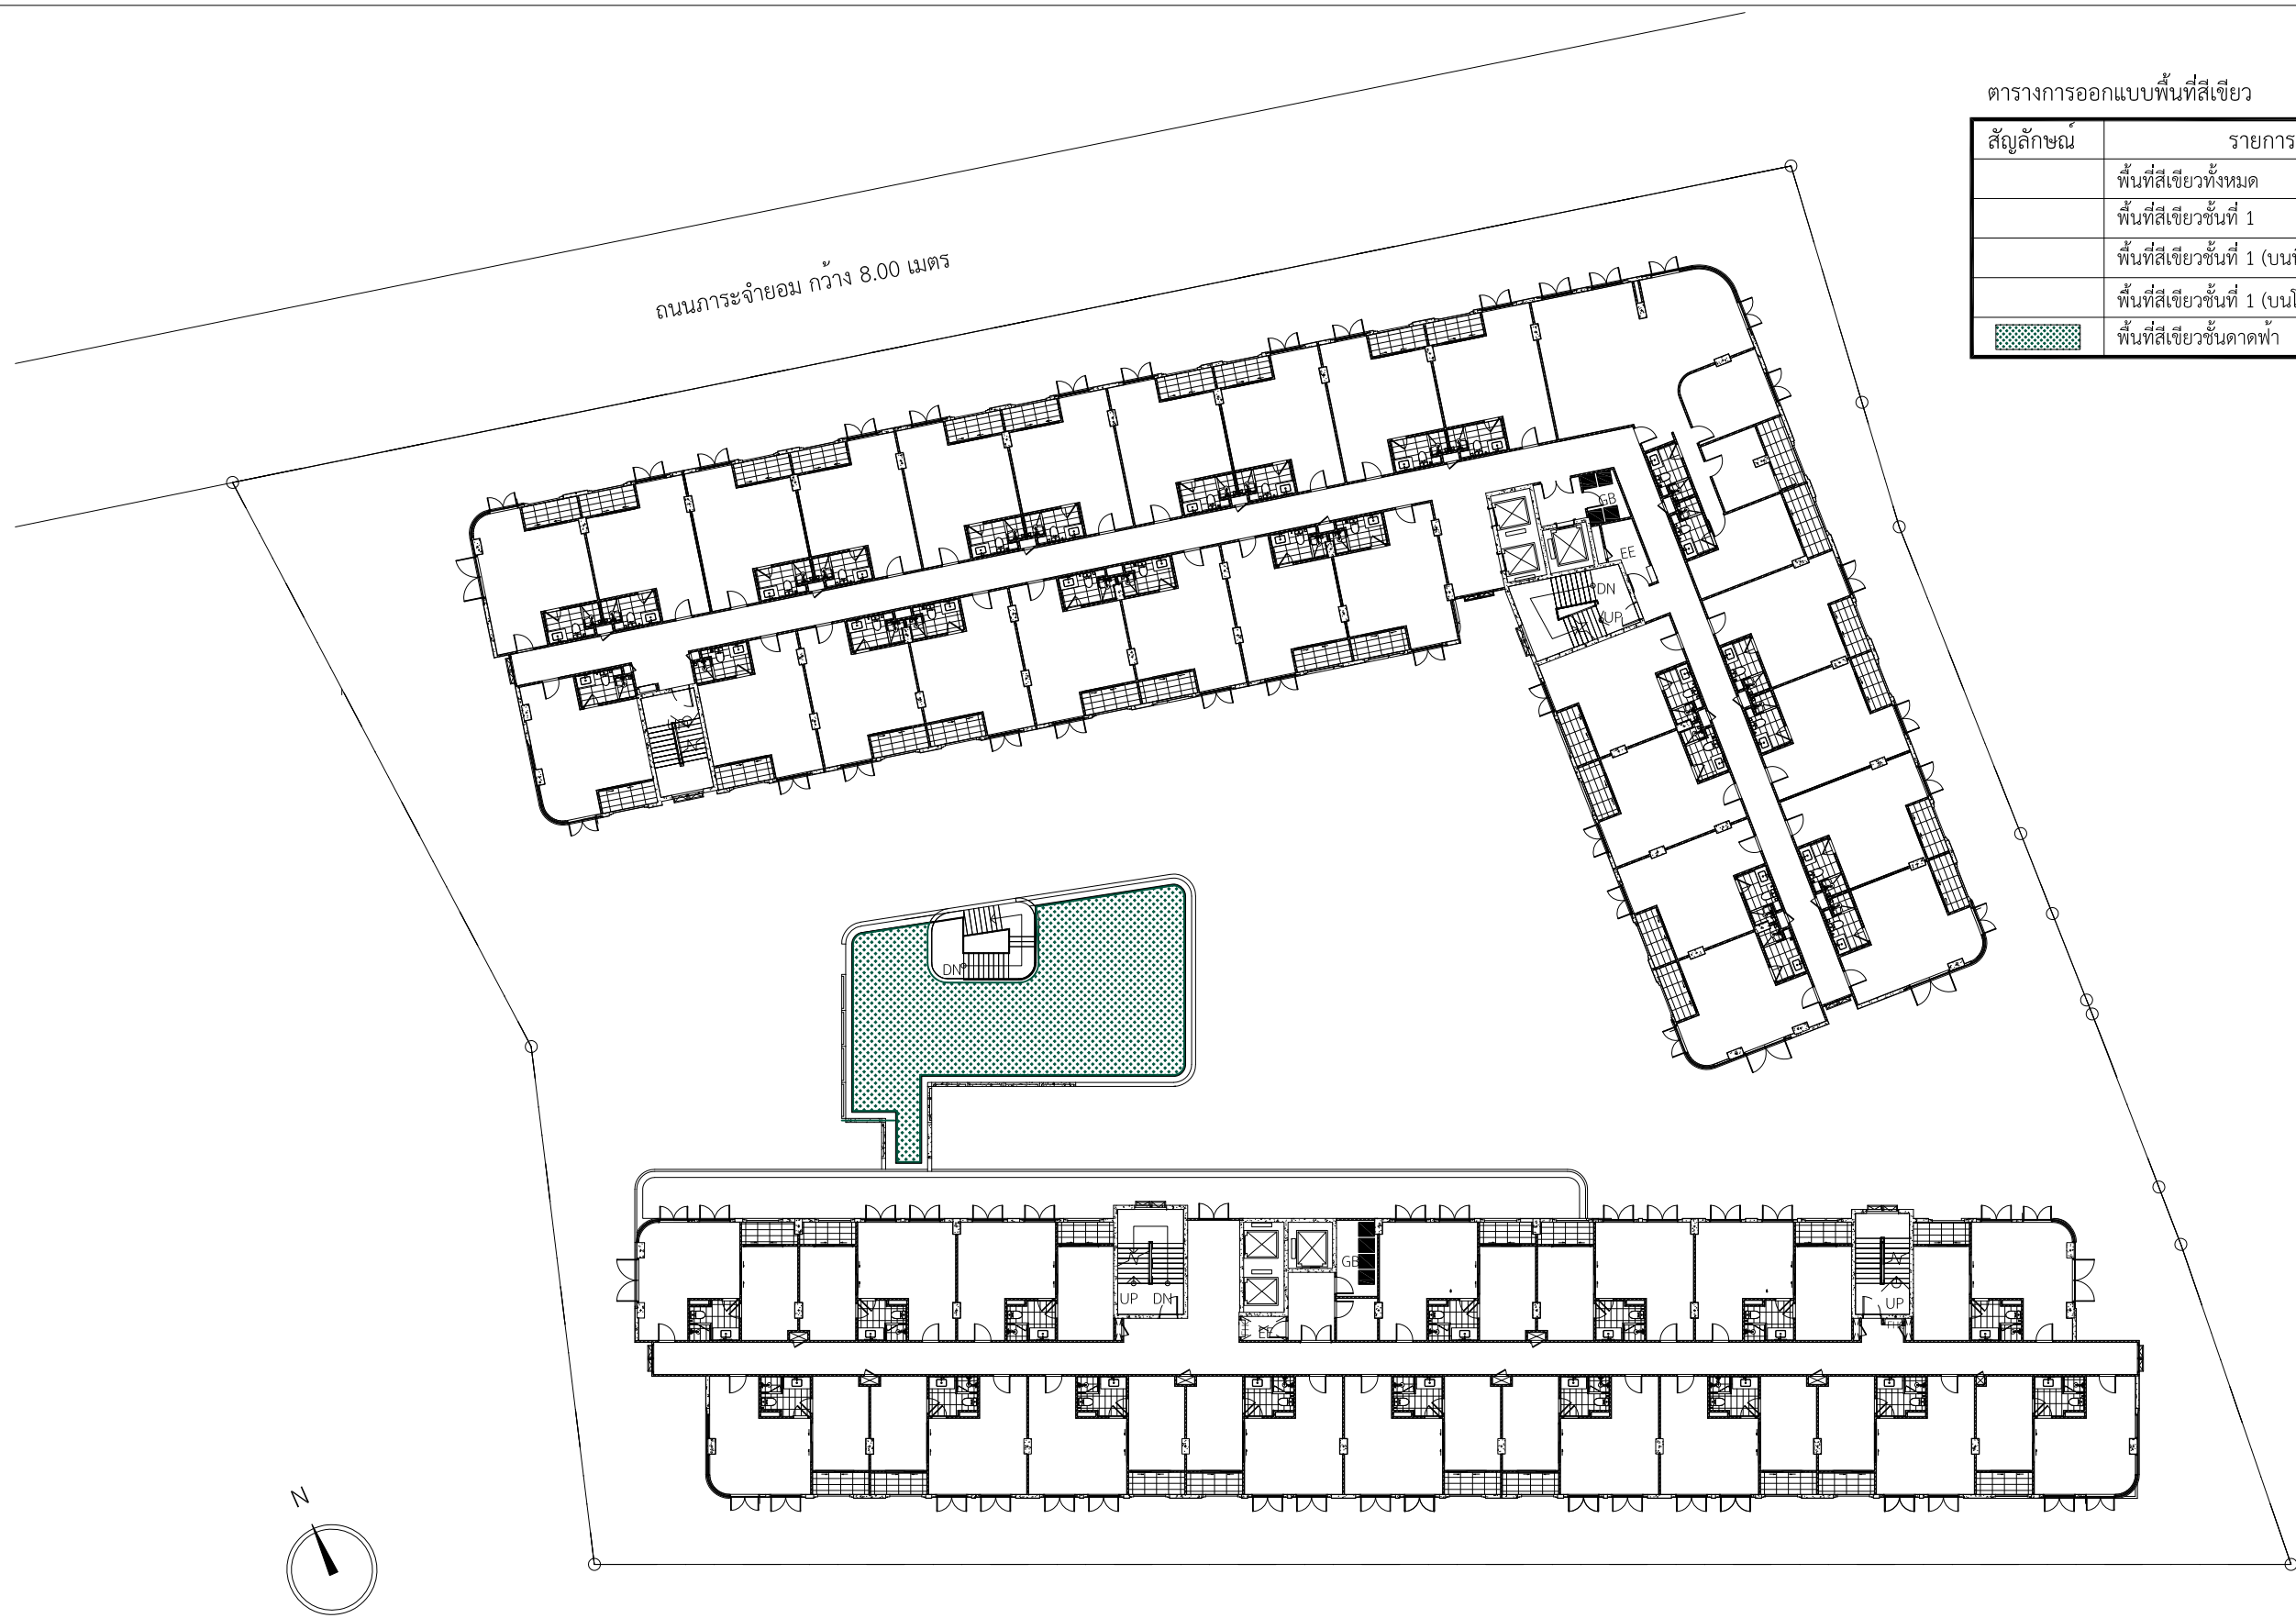 ตารางการออกแบบพื้นที่สีเขียว
สัญลักษณ์ รายการ
พื้นที่สีเขียวทั้งหมด
พื้นที่สีเขียวชั้นที่ 1
พื้นที่สีเขียวชั้นที่ 1 (บน
พื้นที่สีเขียวชั้นที่ 1 (บน
พื้นที่สีเขียวชั้นดาดฟ้า
ถนนภาระจำยอม กว้าง 8.00 เมตร
GB
EE
DN
UP
DN
GB
UP DN
UP
N